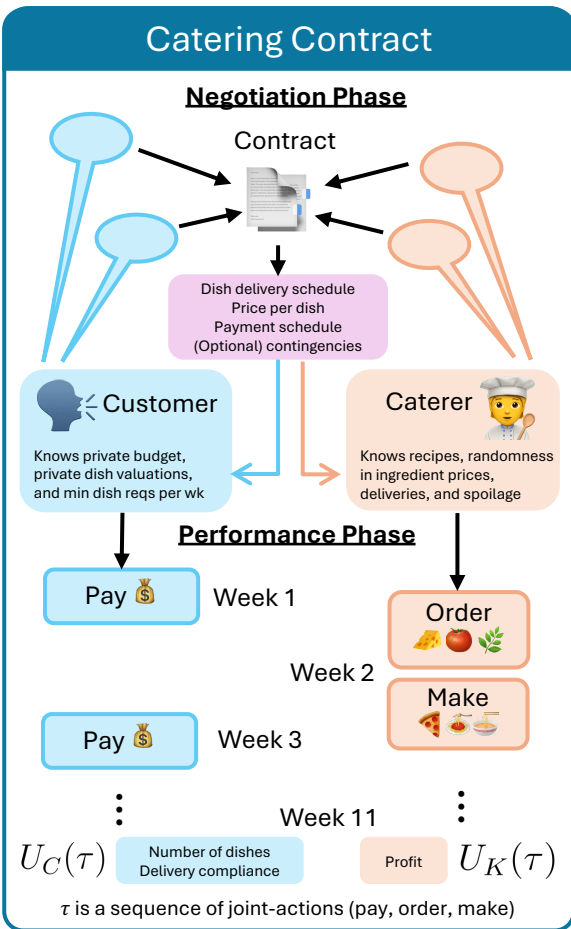 Catering Contract
Negotiation Phase
Contract
Dish delivery schedule
Price per dish
Payment schedule
(Optional) contingencies
Customer
Knows private budget,
private dish valuations,
and min dish reqs per wk
Caterer
Knows recipes, randomness
in ingredient prices,
deliveries, and spoilage
Performance Phase
Pay
Week 1
Order
Week 2
Make
Pay
Week 3
Week 11
U_C(τ)
Number of dishes
Delivery compliance
Profit
U_K(τ)
τ is a sequence of joint-actions (pay, order, make)